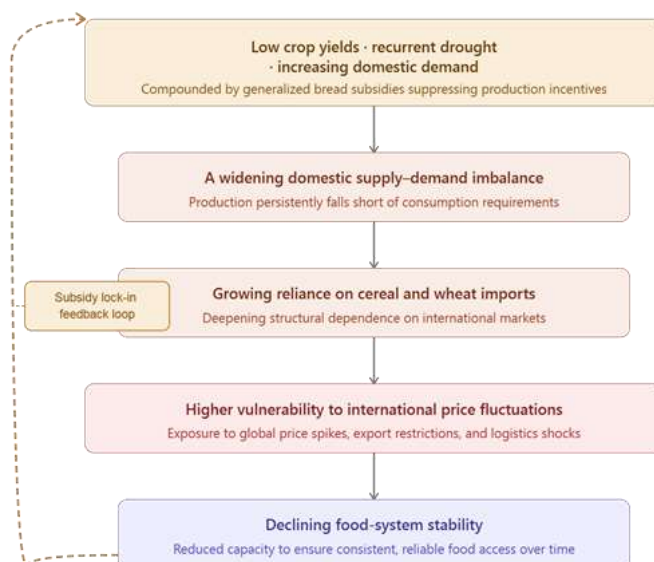 Low crop yields · recurrent drought
· increasing domestic demand
Compounded by generalized bread subsidies suppressing production incentives
A widening domestic supply–demand imbalance
Production persistently falls short of consumption requirements
Subsidy lock-in
feedback loop
Growing reliance on cereal and wheat imports
Deepening structural dependence on international markets
Higher vulnerability to international price fluctuations
Exposure to global price spikes, export restrictions, and logistics shocks
Declining food-system stability
Reduced capacity to ensure consistent, reliable food access over time